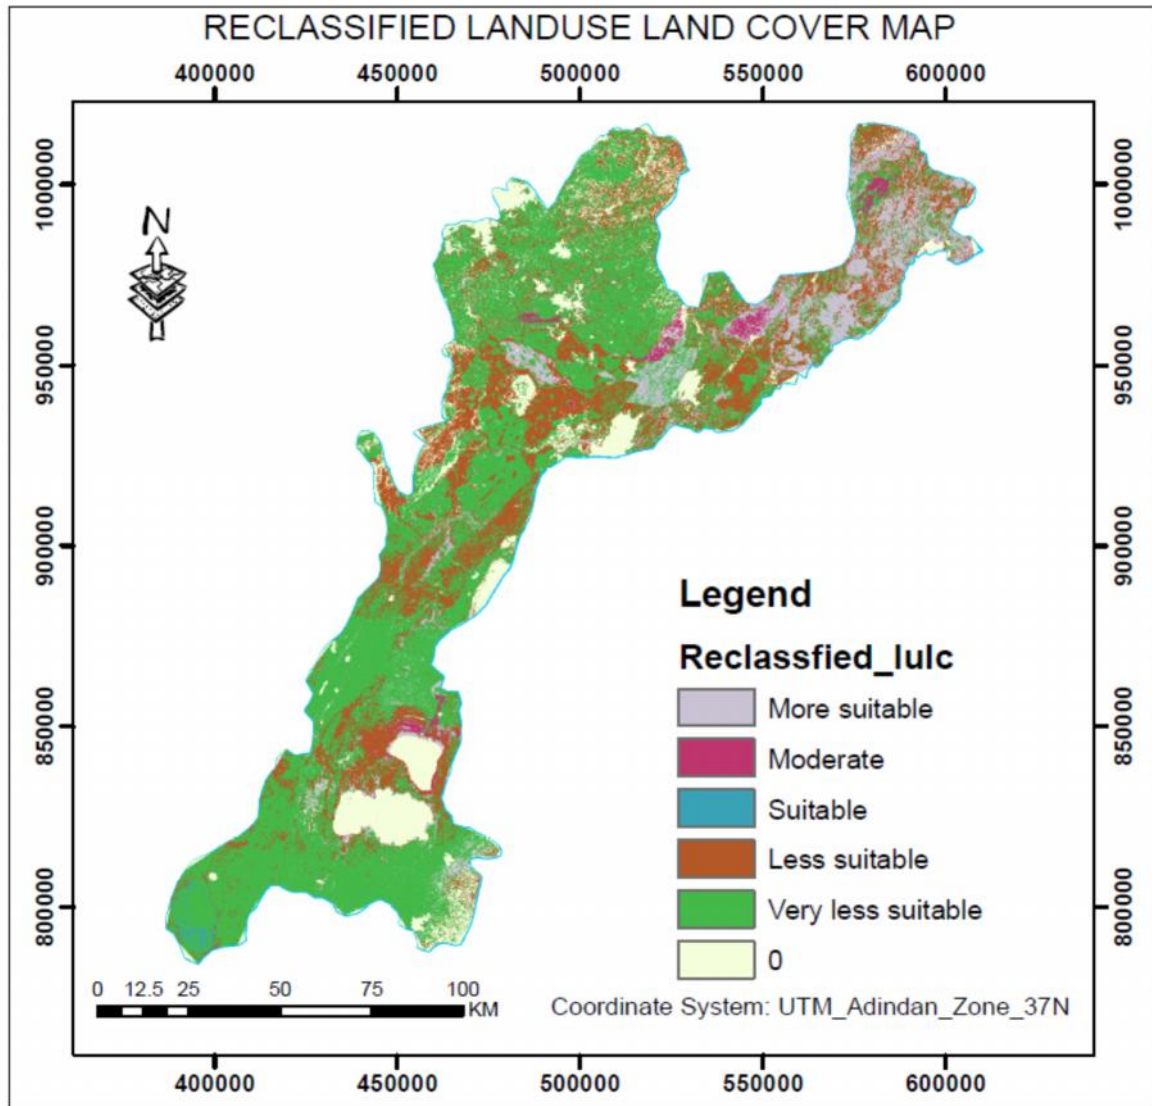 RECLASSIFIED LANDUSE LAND COVER MAP
400000 450000 500000 550000 600000
1000000 1000000
N
950000 950000
900000 900000
Legend
Reclassfied_lulc
More suitable
850000 850000
Moderate
Suitable
Less suitable
800000 Very less suitable 800000
0
0 12.5 25 50 75 100
KM
Coordinate System: UTM_Adindan_Zone_37N
400000 450000 500000 550000 600000